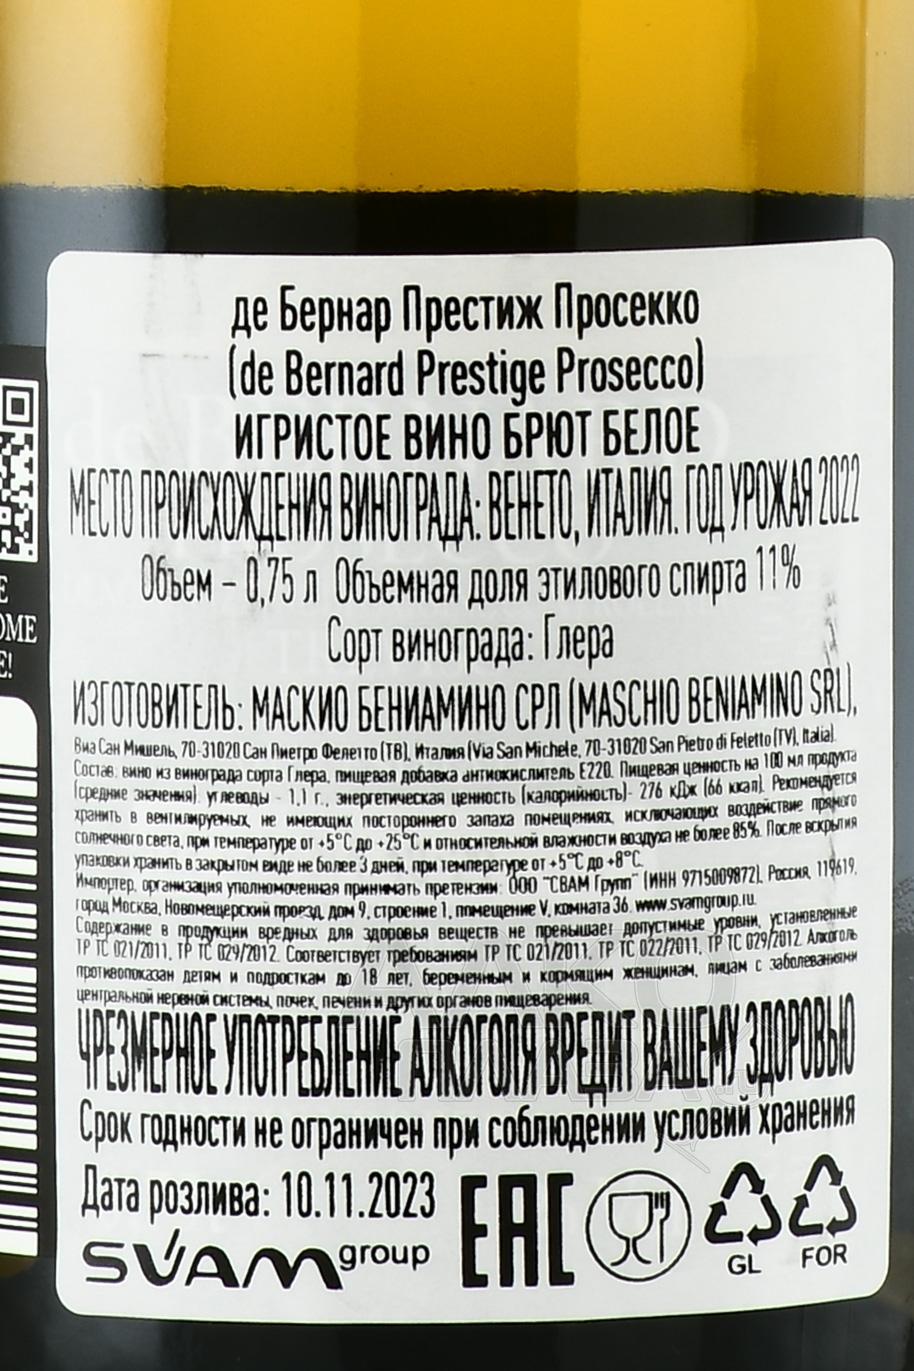 де Бернар Престиж Просекко
(de Bernard Prestige Prosecco)
ИГРИСТОЕ ВИНО БРЮТ БЕЛОЕ
МЕСТО ПРОИСХОЖДЕНИЯ ВИНОГРАДА: ВЕНЕТО, ИТАЛИЯ. ГОД УРОЖАЯ 2022
Объем – 0,75 л Объемная доля этилового спирта 11%
Сорт винограда: Глера
ИЗГОТОВИТЕЛЬ: МАСКИО БЕНИАМИНО СРЛ (MASCHIO BENIAMINO SRL),
Виа Сан Мишель, 70-31020 Сан Пиетро Фелетто (ТВ), Италия (Via San Michele, 70-31020 San Pietro di Feletto (TV), Italia).
Состав: вино из винограда сорта Глера, пищевая добавка антиокислитель Е220. Пищевая ценность на 100 мл продукта
(средние значения): углеводы - 1,1 г., энергетическая ценность (калорийность)- 276 кДж (66 ккал). Рекомендуется
хранить в вентилируемых, не имеющих постороннего запаха помещениях, исключающих воздействие прямого
солнечного света, при температуре от +5°С до +25°С и относительной влажности воздуха не более 85%. После вскрытия
упаковки хранить в закрытом виде не более 3 дней, при температуре от +5°С до +8°С.
Импортер, организация уполномоченная принимать претензии: ООО "СВАМ Групп" (ИНН 9715009872), Россия, 119619,
город Москва, Новомещерский проезд, дом 9, строение 1, помещение V, комната 36, www.svamgroup.ru.
Содержание в продукции вредных для здоровья веществ не превышает допустимые уровни, установленные
ТР ТС 021/2011, ТР ТС 029/2012. Соответствует требованиям ТР ТС 021/2011, ТР ТС 022/2011, ТР ТС 029/2012. Алкоголь
противопоказан детям и подросткам до 18 лет, беременным и кормящим женщинам, лицам с заболеваниями
центральной нервной системы, почек, печени и других органов пищеварения.
ЧРЕЗМЕРНОЕ УПОТРЕБЛЕНИЕ АЛКОГОЛЯ ВРЕДИТ ВАШЕМУ ЗДОРОВЬЮ
Срок годности не ограничен при соблюдении условий хранения
Дата розлива: 10.11.2023
SVAM group
EAC
GL
FOR